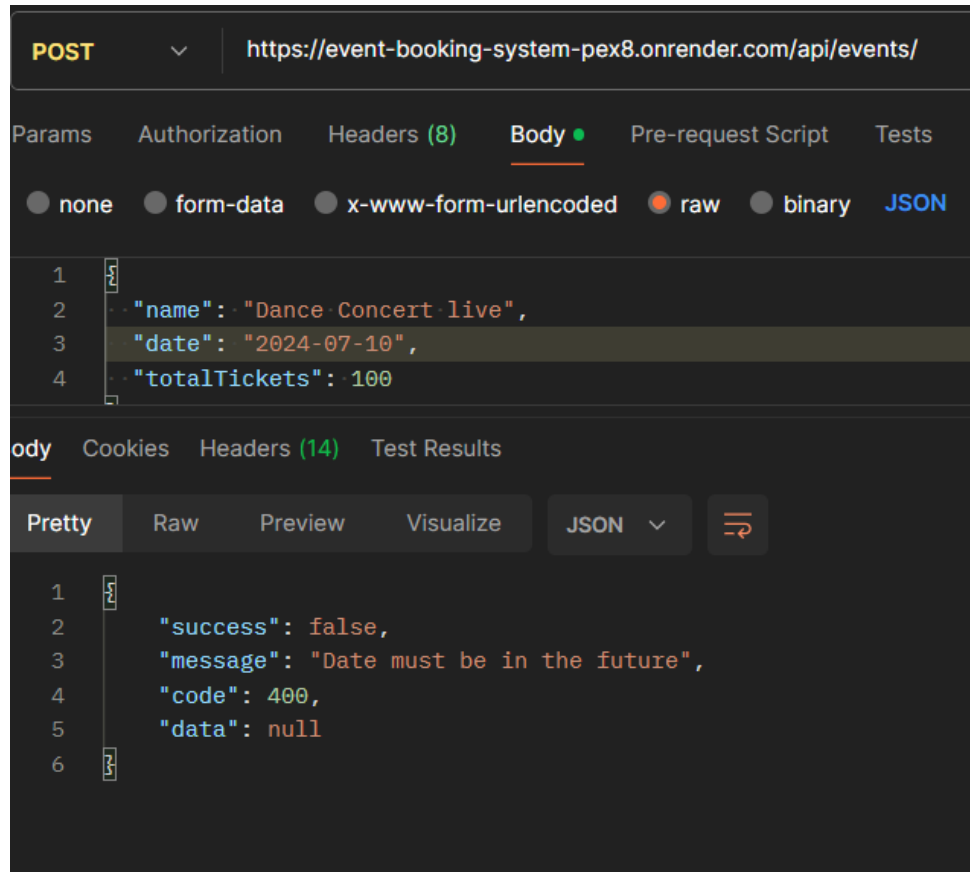 POST https://event-booking-system-pex8.onrender.com/api/events/
Params Authorization Headers (8) Body Pre-request Script Tests
none form-data x-www-form-urlencoded raw binary JSON
1 {
2 "name": "Dance Concert live",
3 "date": "2024-07-10",
4 "totalTickets": 100
ody Cookies Headers (14) Test Results
Pretty Raw Preview Visualize JSON
1 {
2 "success": false,
3 "message": "Date must be in the future",
4 "code": 400,
5 "data": null
6 }